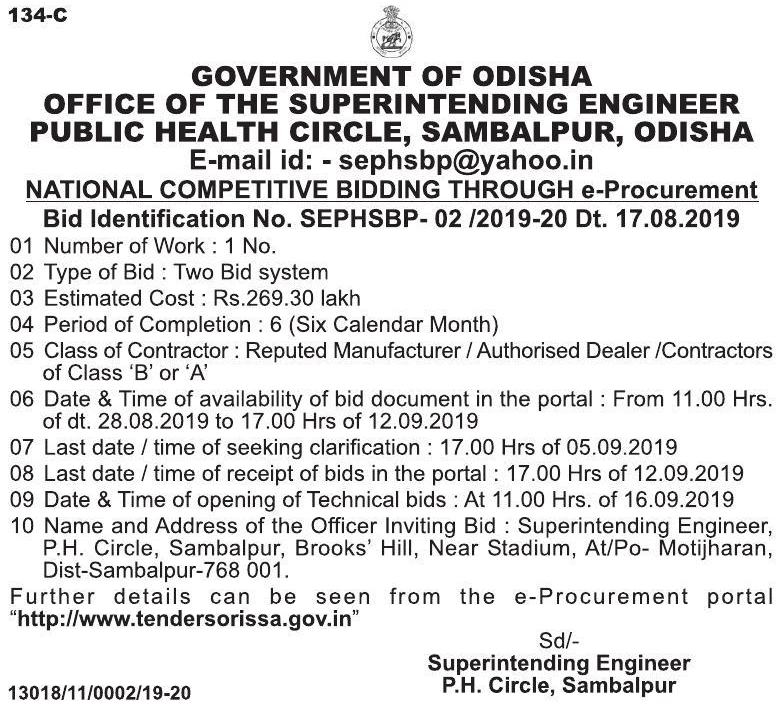 134-C
GOVERNMENT OF ODISHA
OFFICE OF THE SUPERINTENDING ENGINEER
PUBLIC HEALTH CIRCLE, SAMBALPUR, ODISHA
E-mail id: - sephsbp@yahoo.in
NATIONAL COMPETITIVE BIDDING THROUGH e-Procurement
Bid Identification No. SEPHSBP- 02 /2019-20 Dt. 17.08.2019
01 Number of Work : 1 No.
02 Type of Bid : Two Bid system
03 Estimated Cost : Rs.269.30 lakh
04 Period of Completion : 6 (Six Calendar Month)
05 Class of Contractor : Reputed Manufacturer / Authorised Dealer /Contractors
of Class ‘B’ or ‘A’
06 Date & Time of availability of bid document in the portal : From 11.00 Hrs.
of dt. 28.08.2019 to 17.00 Hrs of 12.09.2019
07 Last date / time of seeking clarification : 17.00 Hrs of 05.09.2019
08 Last date / time of receipt of bids in the portal : 17.00 Hrs of 12.09.2019
09 Date & Time of opening of Technical bids : At 11.00 Hrs. of 16.09.2019
10 Name and Address of the Officer Inviting Bid : Superintending Engineer,
P.H. Circle, Sambalpur, Brooks’ Hill, Near Stadium, At/Po- Motijharan,
Dist-Sambalpur-768 001.
Further details can be seen from the e-Procurement portal
“http://www.tendersorissa.gov.in”
Sd/-
Superintending Engineer
P.H. Circle, Sambalpur
13018/11/0002/19-20